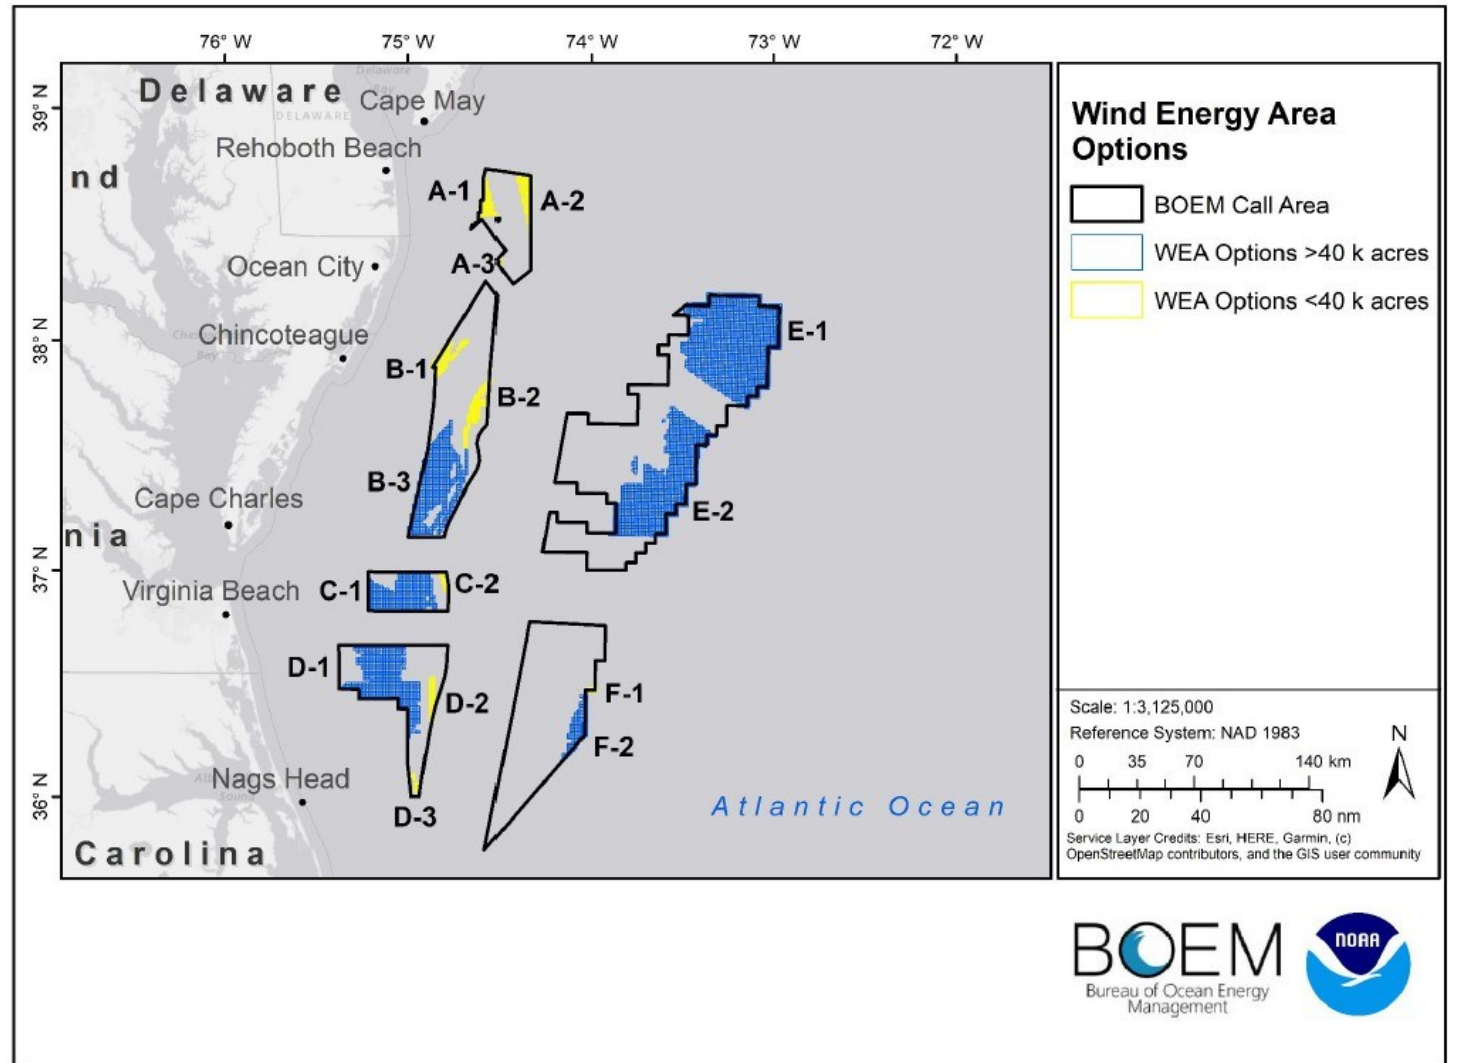 76° W
75° W
74° W
73° W
72° W
39° N
38° N
37° N
36° N
Delaware
Delaware
Bay
Cape May
DELAWARE
Rehoboth Beach
nd
A-1
A-2
Ocean City
A-3
Chincoteague
E-1
B-1
B-2
B-3
Cape Charles
E-2
nia
Virginia Beach
C-1
C-2
D-1
D-2
F-1
F-2
Nags Head
Sound
D-3
Atlantic Ocean
Carolina
Wind Energy Area
Options
BOEM Call Area
WEA Options >40 k acres
WEA Options <40 k acres
Scale: 1:3,125,000
Reference System: NAD 1983
N
0 35 70 140 km
0 20 40 80 nm
Service Layer Credits: Esri, HERE, Garmin, (c)
OpenStreetMap contributors, and the GIS user community
BOEM
Bureau of Ocean Energy
Management
NOAA